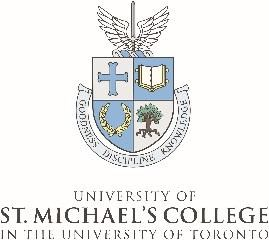 GOODNESS DISCIPLINE KNOWLEDGE
UNIVERSITY OF
ST. MICHAEL'S COLLEGE
IN THE UNIVERSITY OF TORONTO